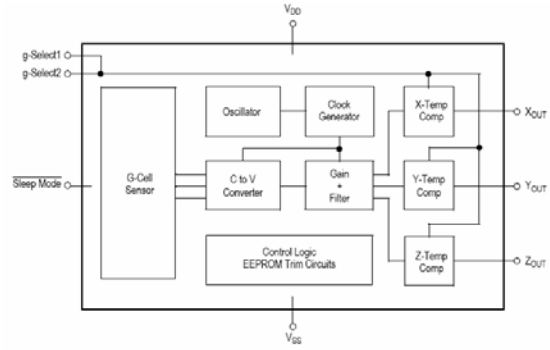 VDD
g-Select1
g-Select2
Oscillator
Clock
Generator
X-Temp
Comp
XOUT
Sleep Mode
G-Cell
Sensor
C to V
Converter
Gain
+
Filter
Y-Temp
Comp
YOUT
Control Logic
EEPROM Trim Circuits
Z-Temp
Comp
ZOUT
VSS